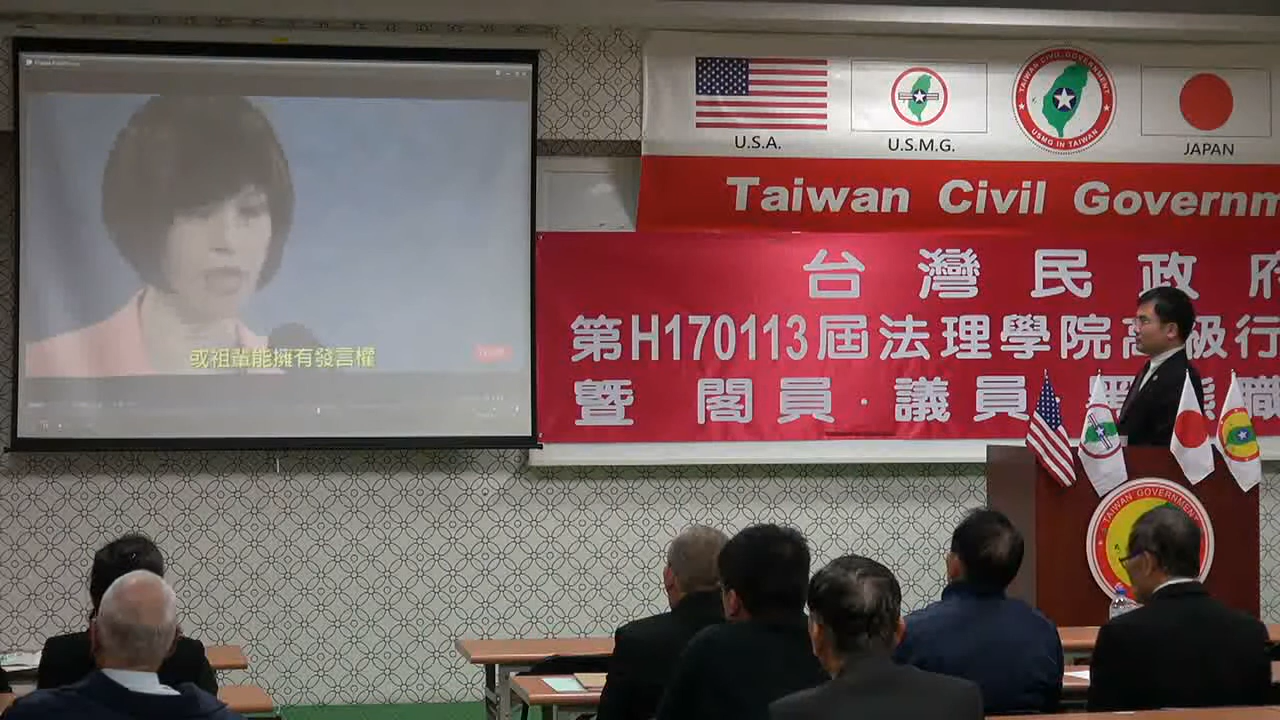 或祖輩能擁有發言權
U.S.A.
U.S.M.G.
TAIWAN CIVIL GOVERNMENT
USMG IN TAIWAN
JAPAN
Taiwan Civil Governm
台灣民政府
第H170113屆法理學院高級行
暨 閣員·議員·
職
TAIWAN GOVERNMENT